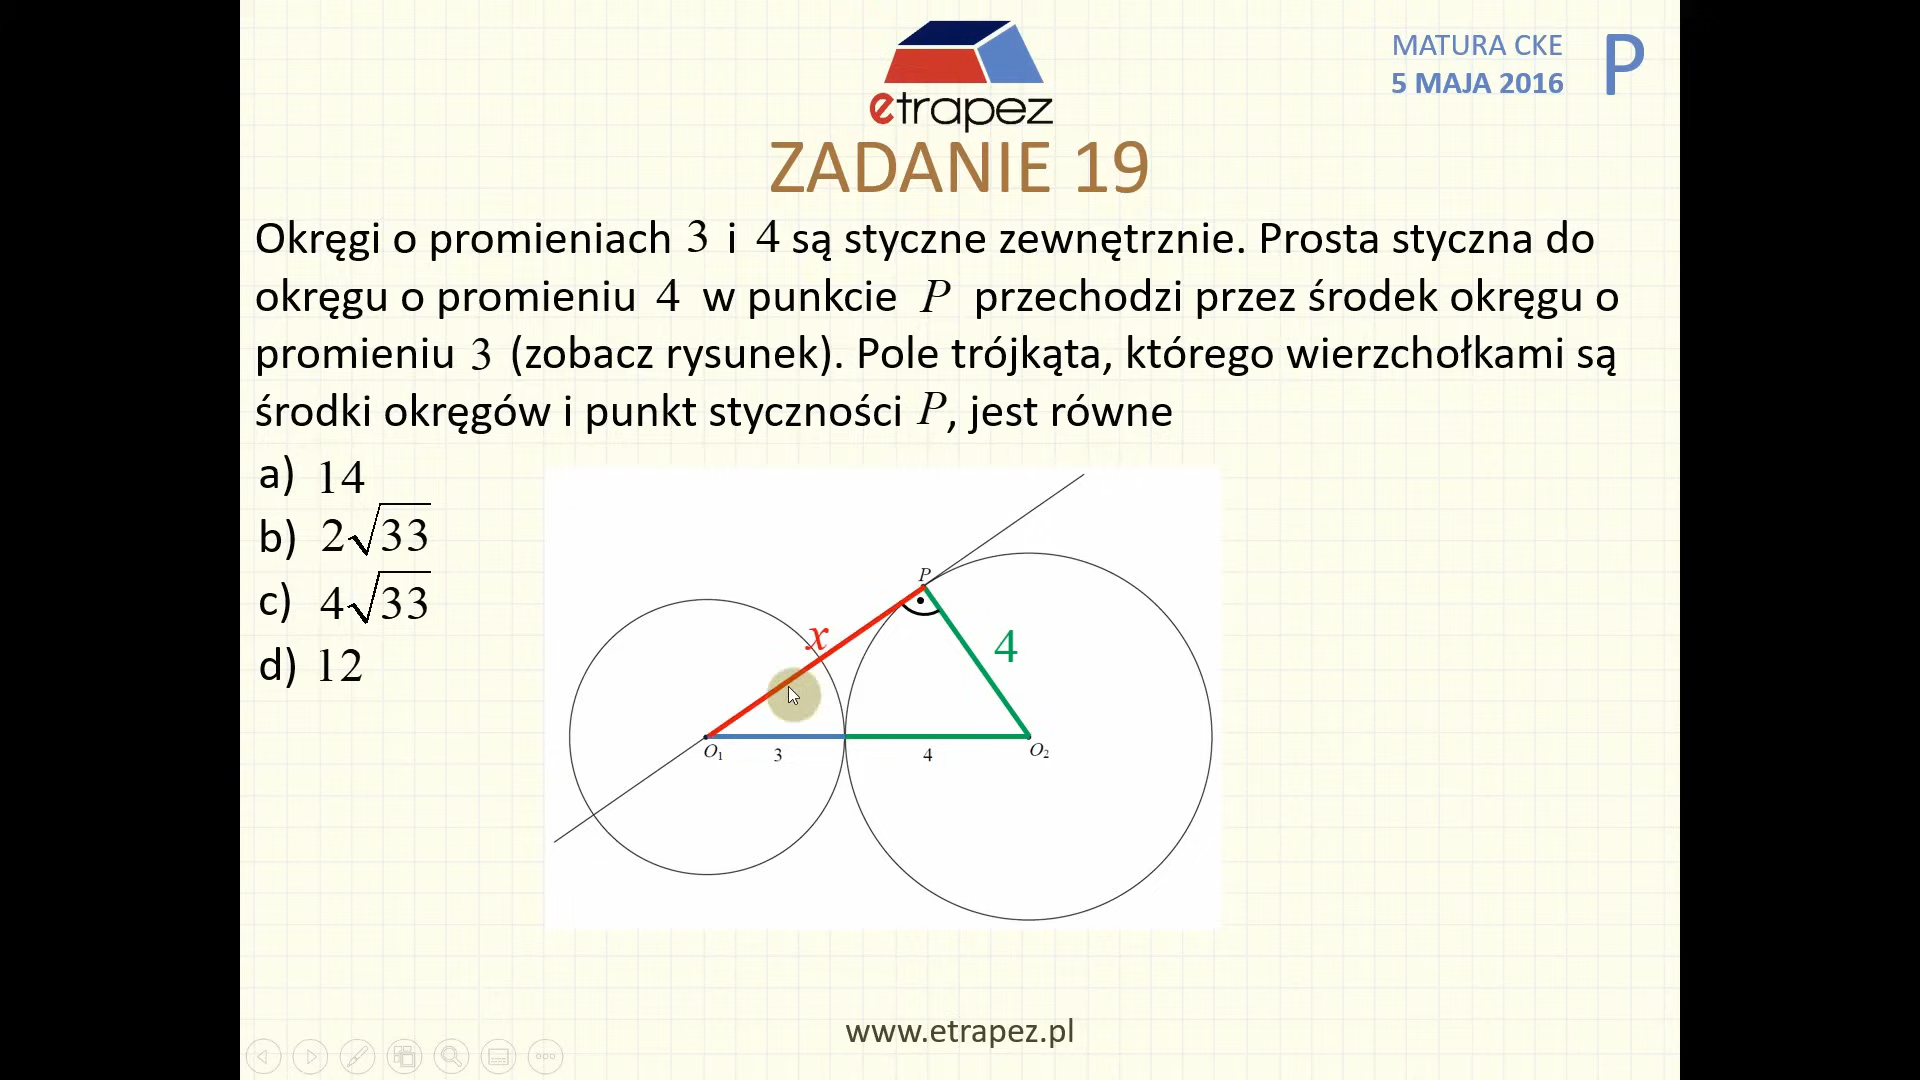 MATURA CKE
5 MAJA 2016
P
etrapez
ZADANIE 19
Okręgi o promieniach 3 i 4 są styczne zewnętrznie. Prosta styczna do
okręgu o promieniu 4 w punkcie P przechodzi przez środek okręgu o
promieniu 3 (zobacz rysunek). Pole trójkąta, którego wierzchołkami są
środki okręgów i punkt styczności P, jest równe
a) 14
b) 2√33
c) 4√33
d) 12
P
x
4
O₁
3
4
O₂
www.etrapez.pl